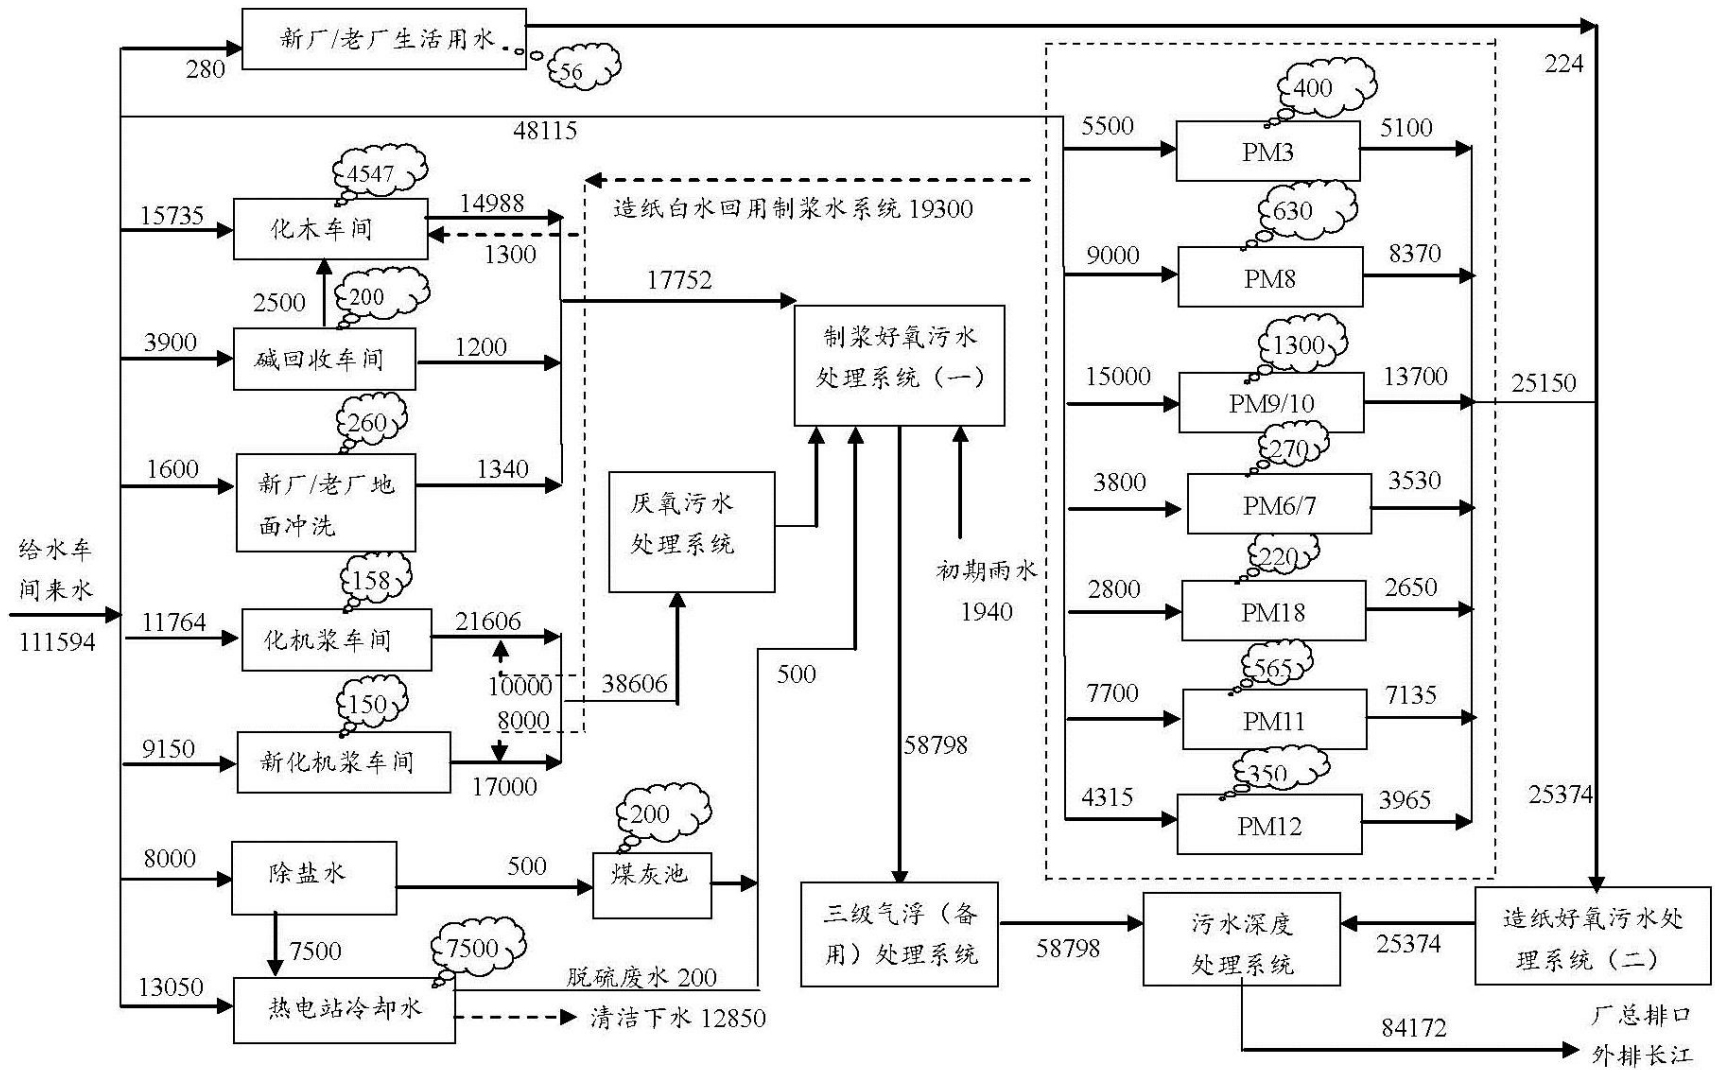 新厂/老厂生活用水
280
56
224
48115
400
5500
PM3
5100
4547
15735
化木车间
14988
1300
造纸白水回用制浆水系统 19300
630
9000
PM8
8370
2500
200
3900
碱回收车间
1200
17752
制浆好氧污水
处理系统（一）
1300
15000
PM9/10
13700
25150
260
1600
新厂/老厂地
面冲洗
1340
厌氧污水
处理系统
270
3800
PM6/7
3530
给水车
间来水
111594
初期雨水
1940
220
2800
PM18
2650
158
11764
化机浆车间
21606
10000
8000
38606
500
565
7700
PM11
7135
150
9150
新化机浆车间
17000
58798
350
4315
PM12
3965
25374
8000
除盐水
500
200
煤灰池
7500
7500
13050
热电站冷却水
脱硫废水 200
清洁下水 12850
三级气浮（备
用）处理系统
58798
污水深度
处理系统
25374
造纸好氧污水处
理系统（二）
84172
厂总排口
外排长江